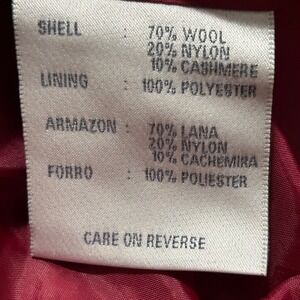 SHELL : 70% WOOL
20% NYLON
10% CASHMERE
LINING : 100% POLYESTER
ARMAZON : 70% LANA
20% NYLON
10% CACHEMIRA
FORRO : 100% POLIESTER
CARE ON REVERSE